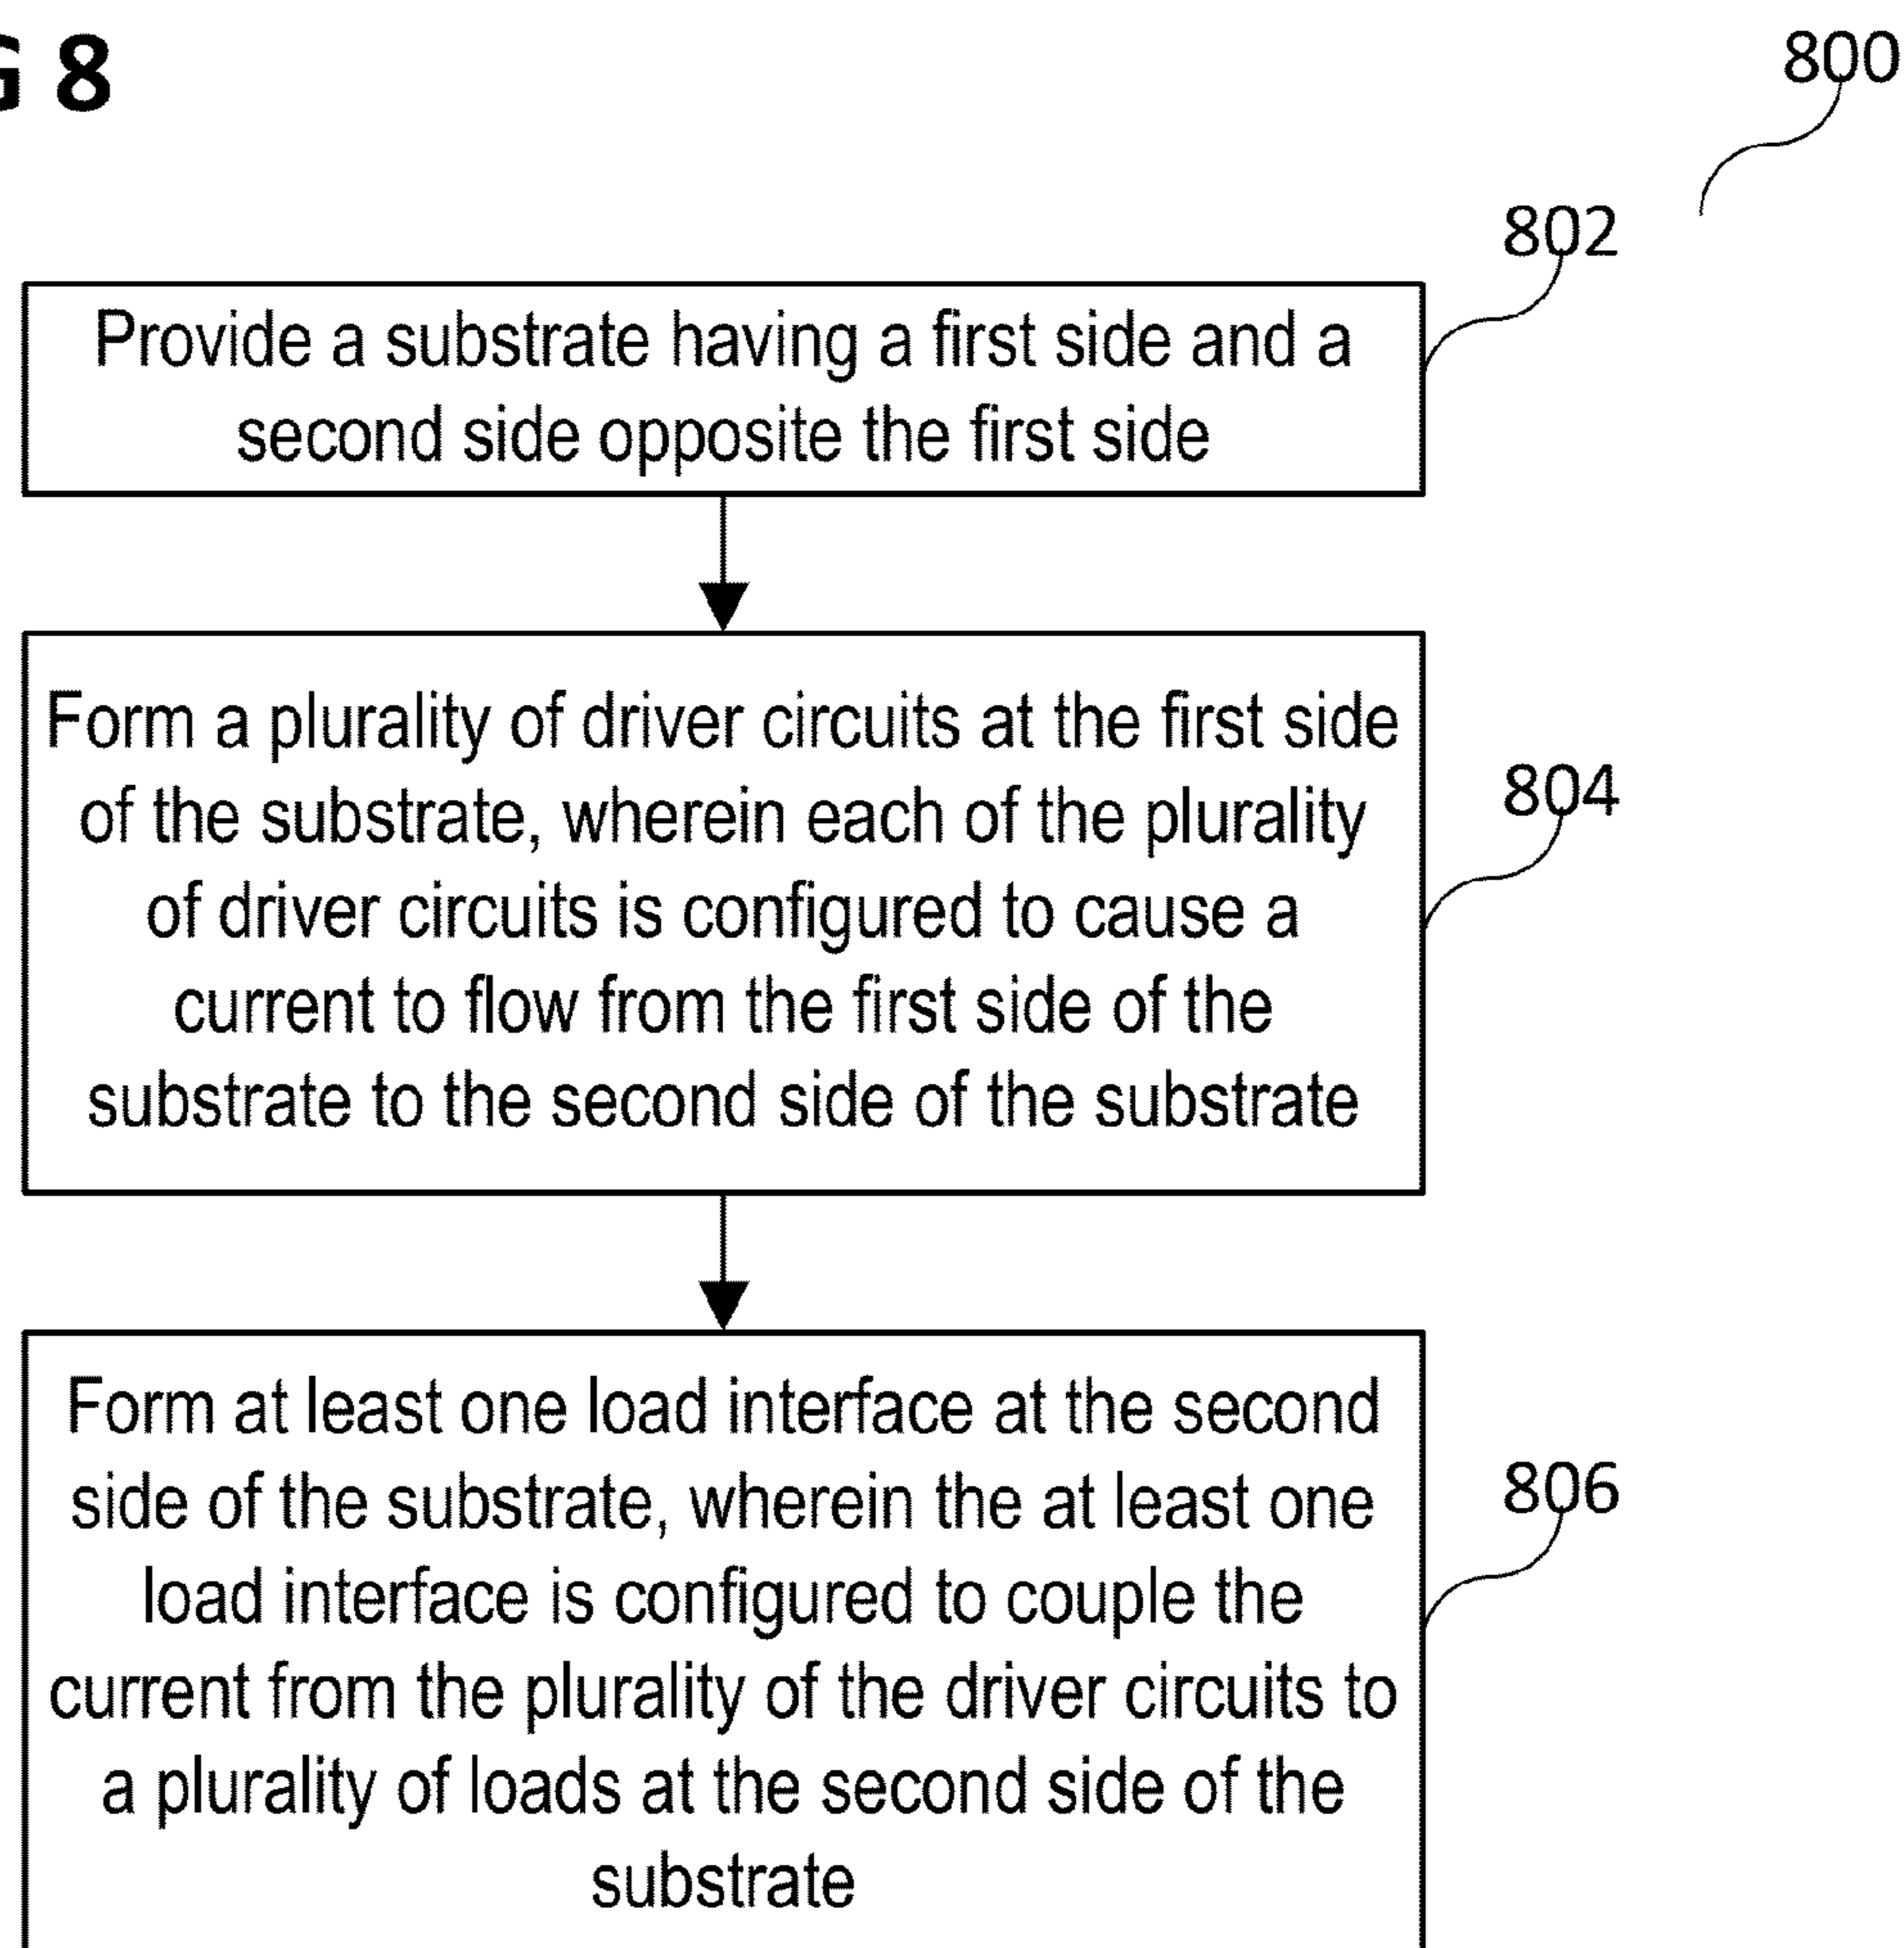 G 8
800
802
Provide a substrate having a first side and a
second side opposite the first side
Form a plurality of driver circuits at the first side
of the substrate, wherein each of the plurality
of driver circuits is configured to cause a
current to flow from the first side of the
substrate to the second side of the substrate
804
Form at least one load interface at the second
side of the substrate, wherein the at least one
load interface is configured to couple the
current from the plurality of the driver circuits to
a plurality of loads at the second side of the
substrate
806